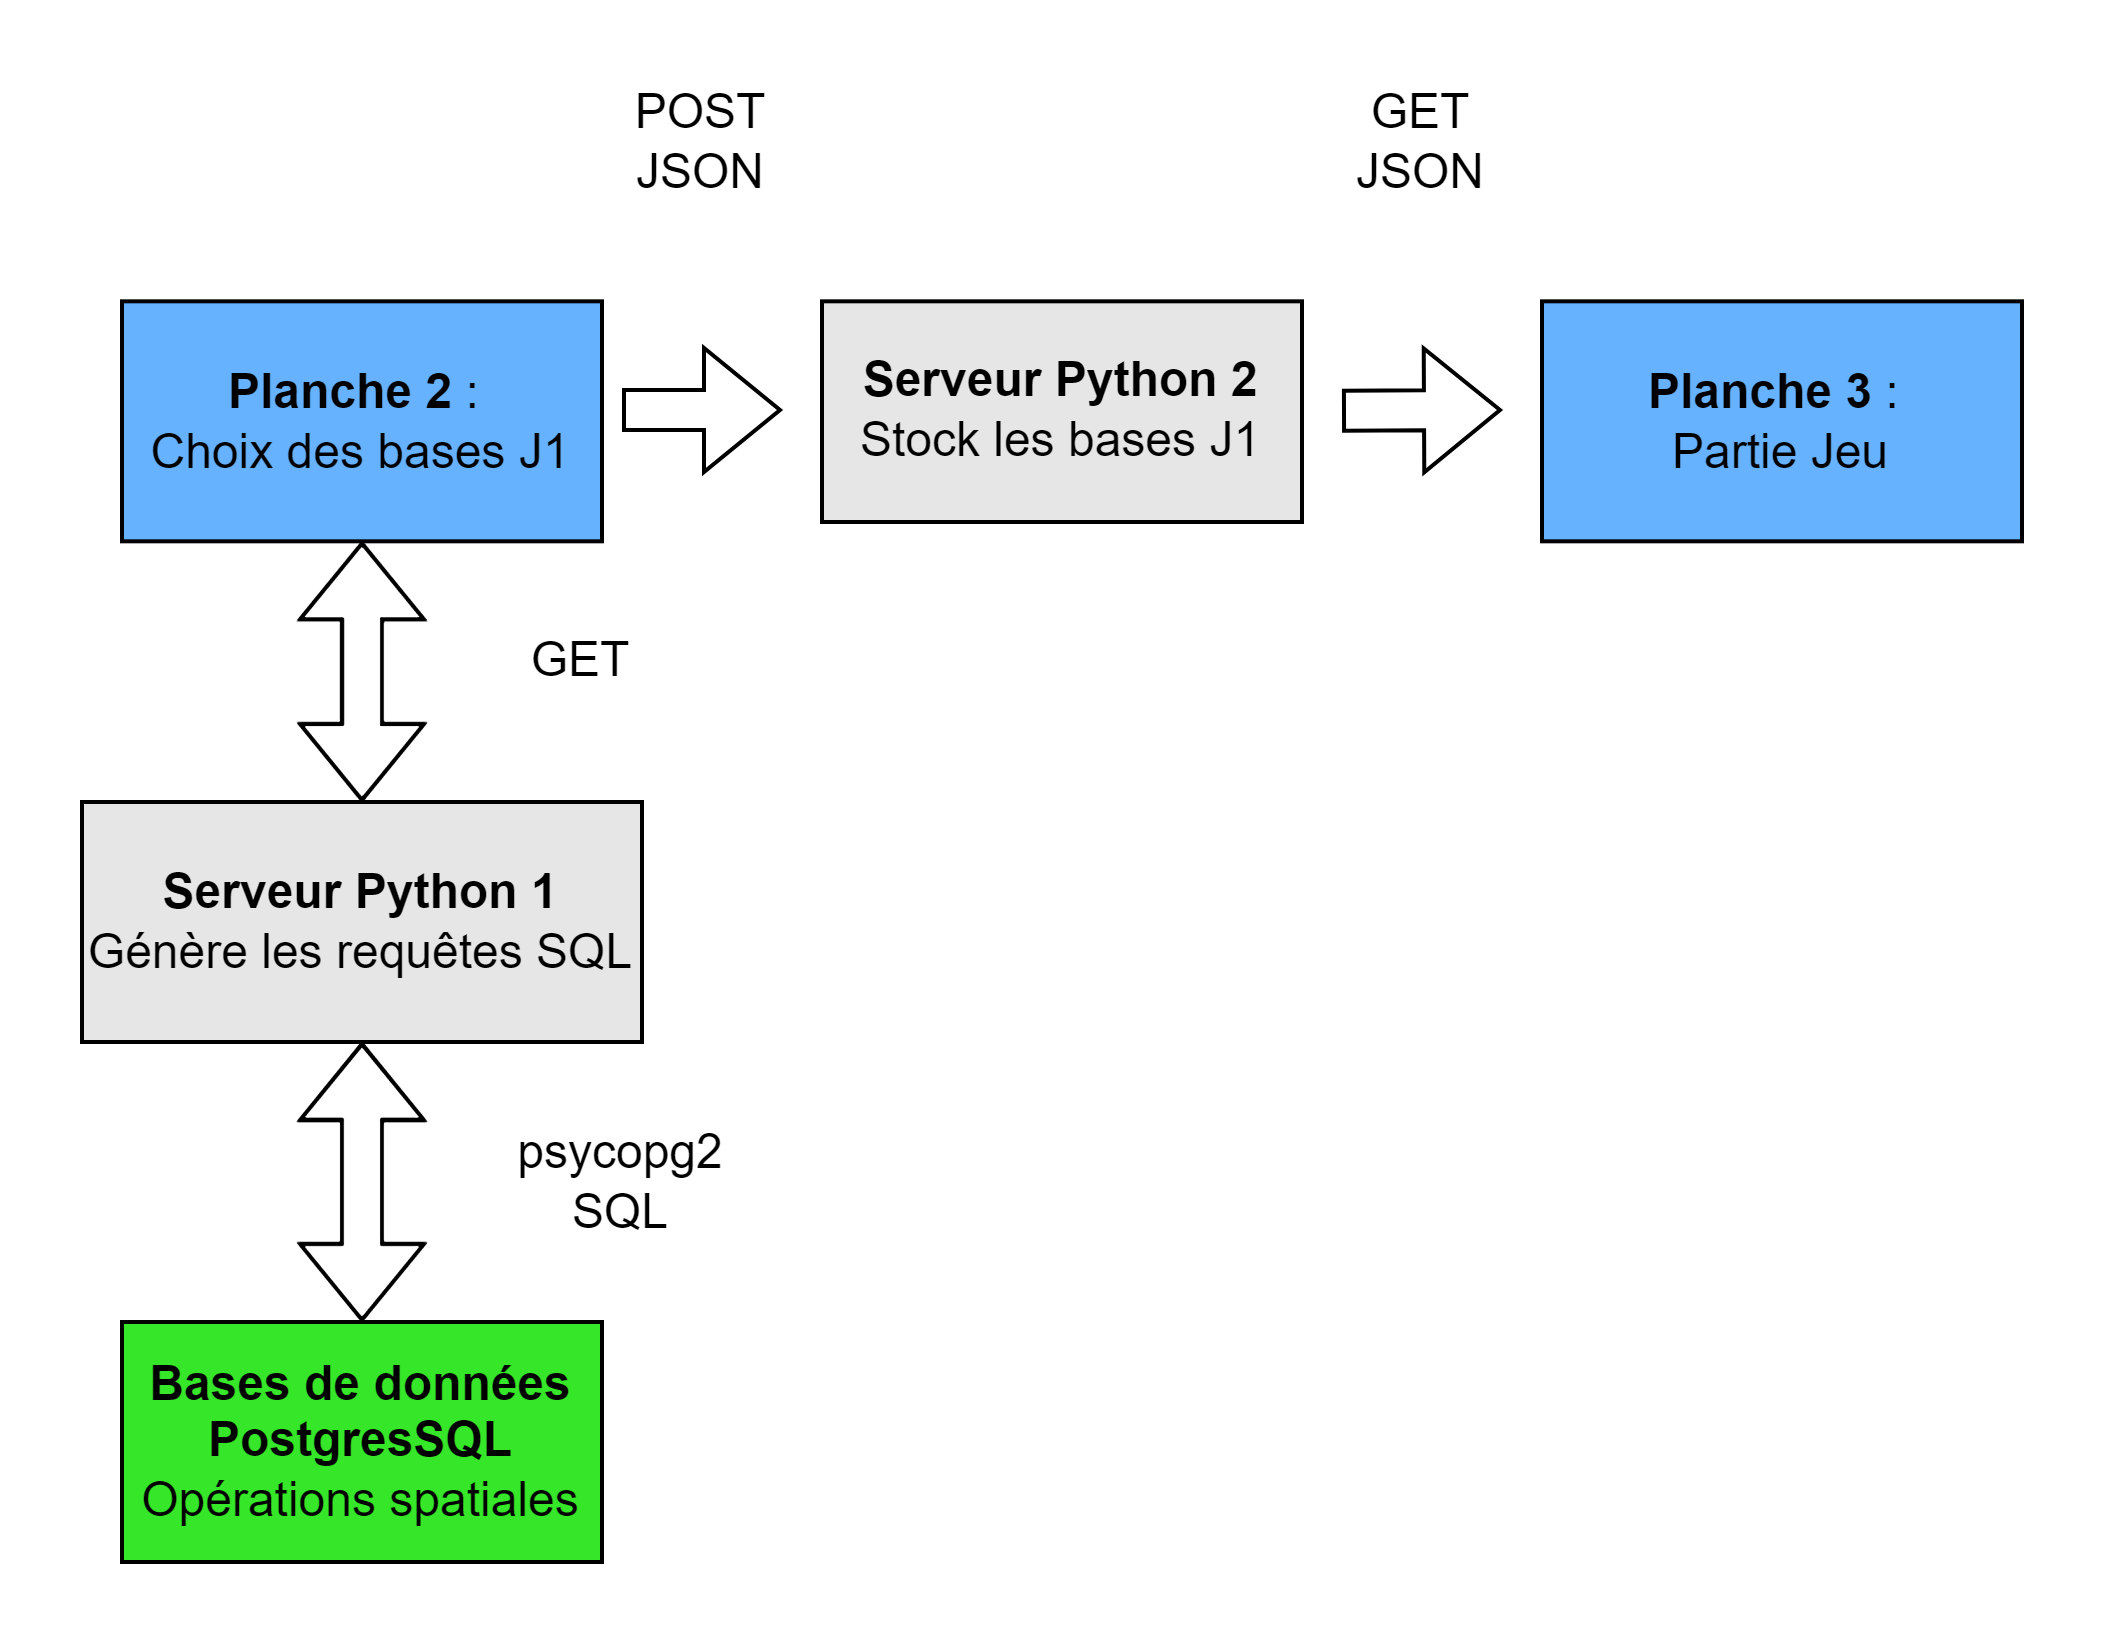 POST
JSON
GET
JSON
Planche 2 :
Choix des bases J1
Serveur Python 2
Stock les bases J1
Planche 3 :
Partie Jeu
GET
Serveur Python 1
Génère les requêtes SQL
psycopg2
SQL
Bases de données
PostgresSQL
Opérations spatiales